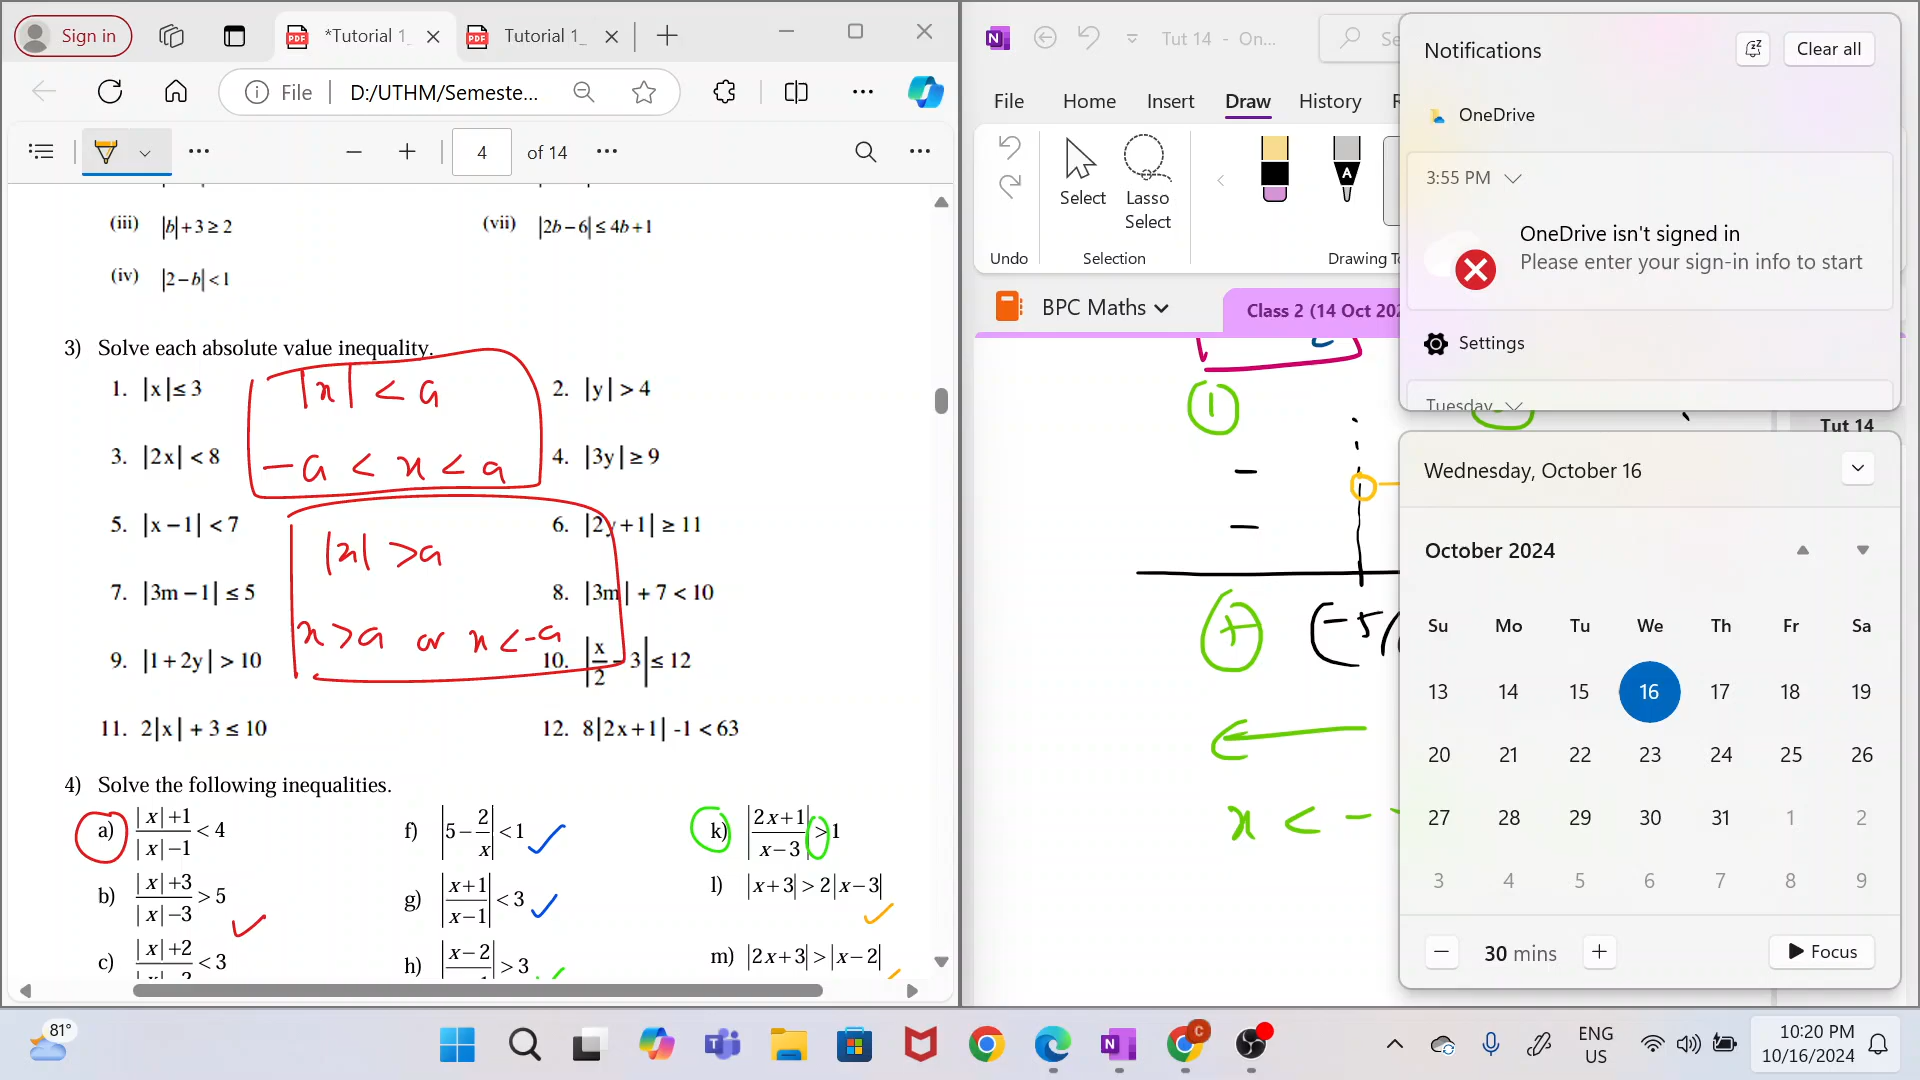 Sign in
*Tutorial 1_
Tutorial 1_
File
D:/UTHM/Semeste...
4
of 14
(iii) |b|+3≥2
(vii) |2b−6|≤4b+1
(iv) |2−b|<1
3) Solve each absolute value inequality.
1. |x|≤ 3
2. |y| > 4
3. |2x| < 8
4. |3y| ≥ 9
5. |x − 1| < 7
6. |2y +1| ≥ 11
7. |3m − 1| ≤ 5
8. |3m| + 7 < 10
9. |1 + 2y| > 10
10. |x/2 − 3| ≤ 12
11. 2|x| + 3 ≤ 10
12. 8|2x+1| -1 < 63
|x| < a
−a < x < a
|x| > a
x > a or x < -a
4) Solve the following inequalities.
a) (|x|+1)/(|x|−1) < 4
f) |5−2/x| < 1
k) |(2x+1)/(x−3)| > 1
b) (|x|+3)/(|x|−3) > 5
g) |(x+1)/(x−1)| < 3
l) |x+3| > 2|x−3|
c) |x|+2 < 3
h) |x−2 > 3
m) |2x+3|>|x−2|
81°
Tut 14 - On...
Se
File
Home
Insert
Draw
History
Undo
Select
Lasso
Select
Selection
Drawing To
BPC Maths
Class 2 (14 Oct 202
1
−
−
+
(−5/
x < −
Tut 14
Notifications
Clear all
OneDrive
3:55 PM
OneDrive isn't signed in
Please enter your sign-in info to start
Settings
Tuesday
Wednesday, October 16
October 2024
Su Mo Tu We Th Fr Sa
13 14 15 16 17 18 19
20 21 22 23 24 25 26
27 28 29 30 31 1 2
3 4 5 6 7 8 9
30 mins
Focus
ENG
US
10:20 PM
10/16/2024